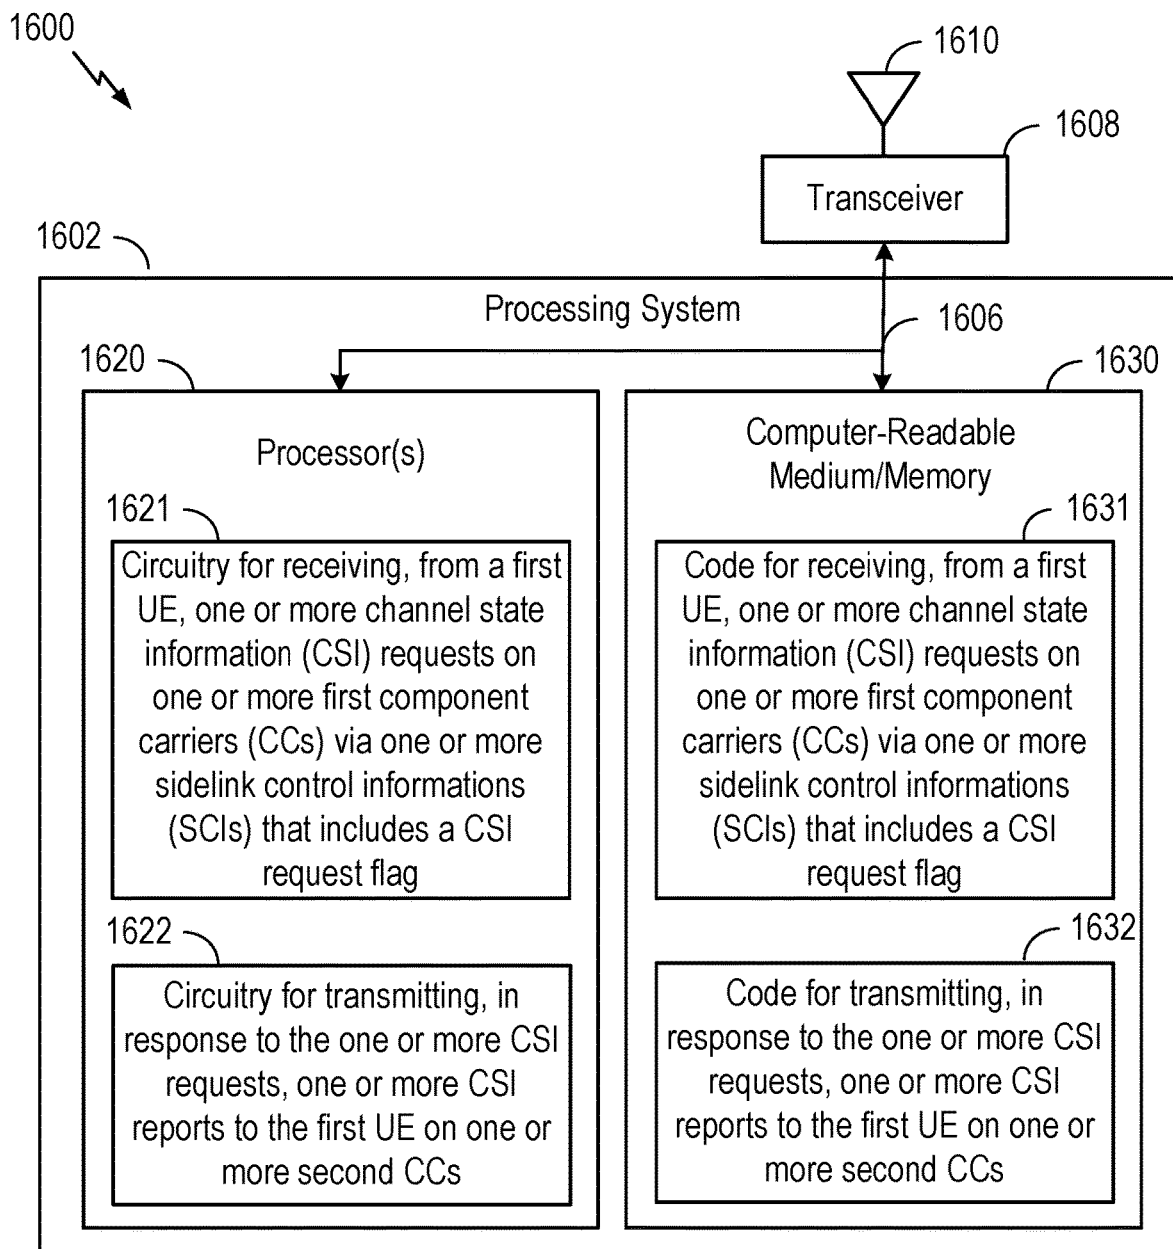 1600
1610
1608
Transceiver
1602
Processing System
1606
1620
1630
Processor(s)
Computer-Readable
Medium/Memory
1621
Circuitry for receiving, from a first
UE, one or more channel state
information (CSI) requests on
one or more first component
carriers (CCs) via one or more
sidelink control informations
(SCIs) that includes a CSI
request flag
1631
Code for receiving, from a first
UE, one or more channel state
information (CSI) requests on
one or more first component
carriers (CCs) via one or more
sidelink control informations
(SCIs) that includes a CSI
request flag
1622
Circuitry for transmitting, in
response to the one or more CSI
requests, one or more CSI
reports to the first UE on one or
more second CCs
1632
Code for transmitting, in
response to the one or more CSI
requests, one or more CSI
reports to the first UE on one or
more second CCs